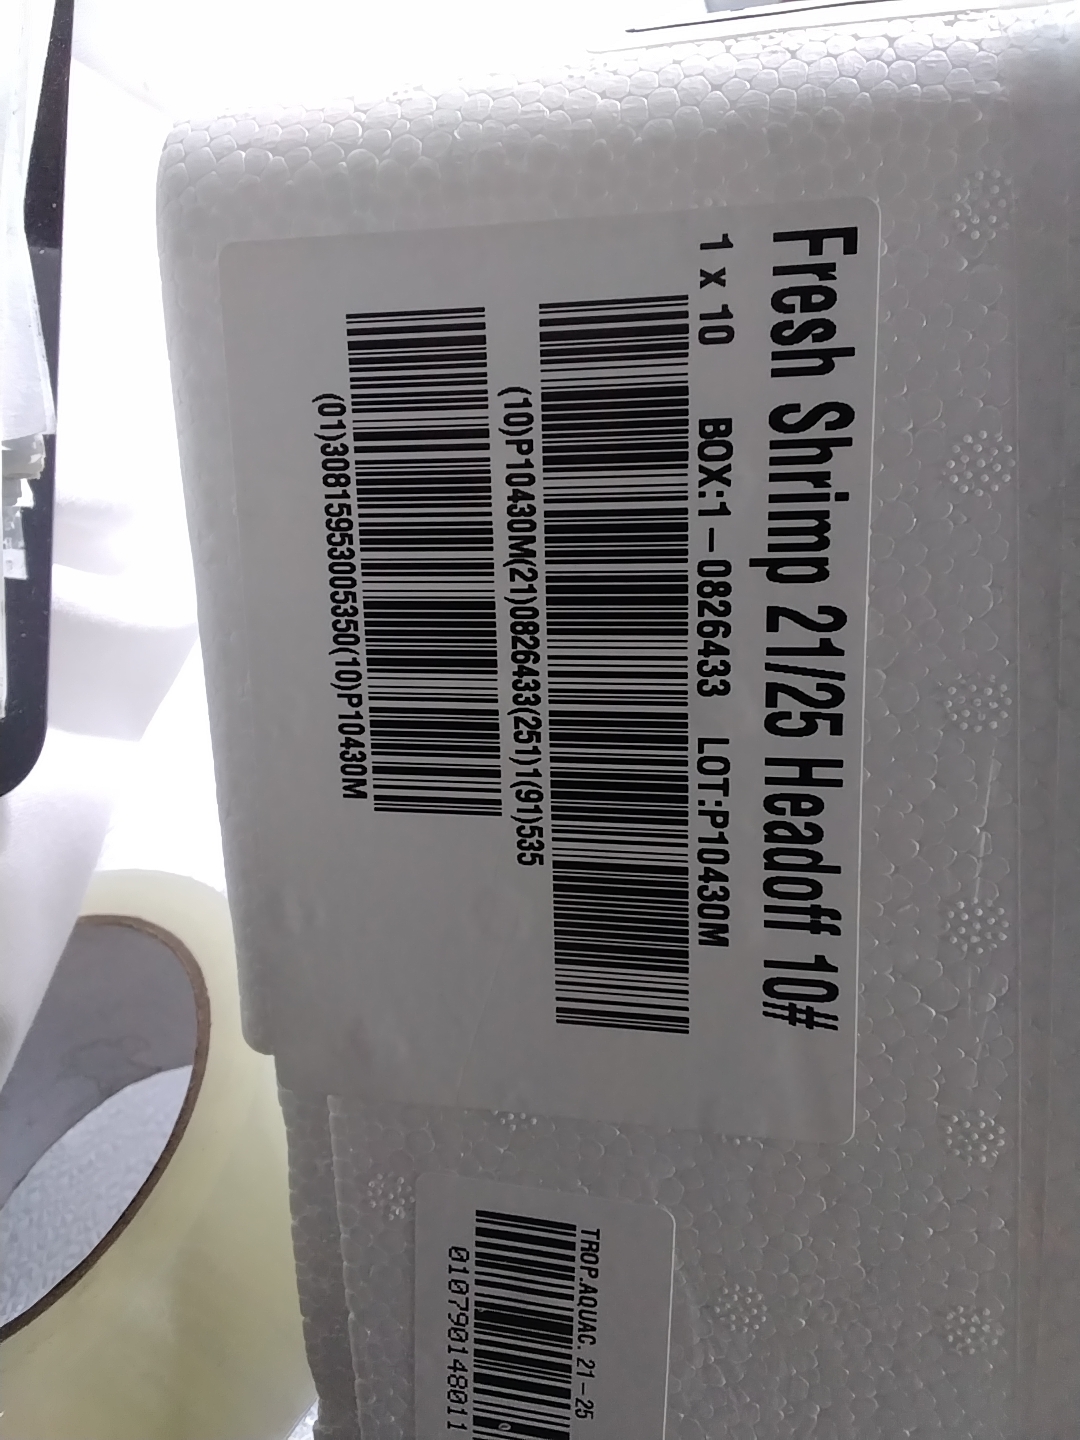 Fresh Shrimp 21/25 Headoff 10#
1 x 10 BOX:1-0826433 LOT:P10430M
(10)P10430M(21)0826433(251)1(91)535
(01)30815953005350(10)P10430M
TROP.AQUAC. 21-25
010790148011